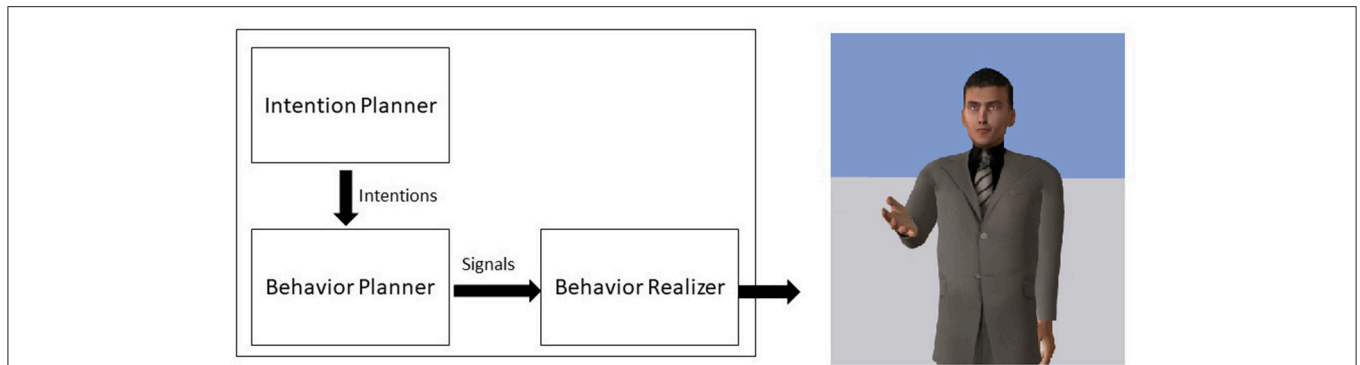 Intention Planner
Intentions
Behavior Planner
Signals
Behavior Realizer